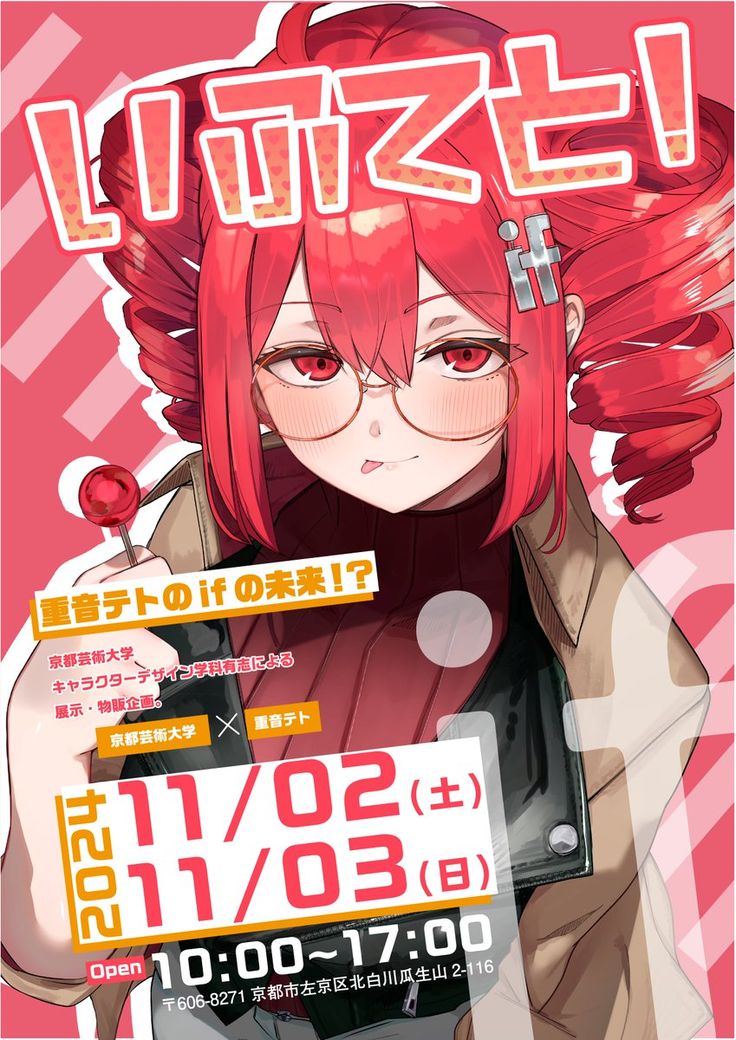 いふてと!
if
重音テトのifの未来!?
京都芸術大学
キャラクターデザイン学科有志による
展示・物販企画。
京都芸術大学 × 重音テト
2024
11/02(土)
11/03(日)
Open 10:00~17:00
〒606-8271 京都市左京区北白川瓜生山 2-116
if